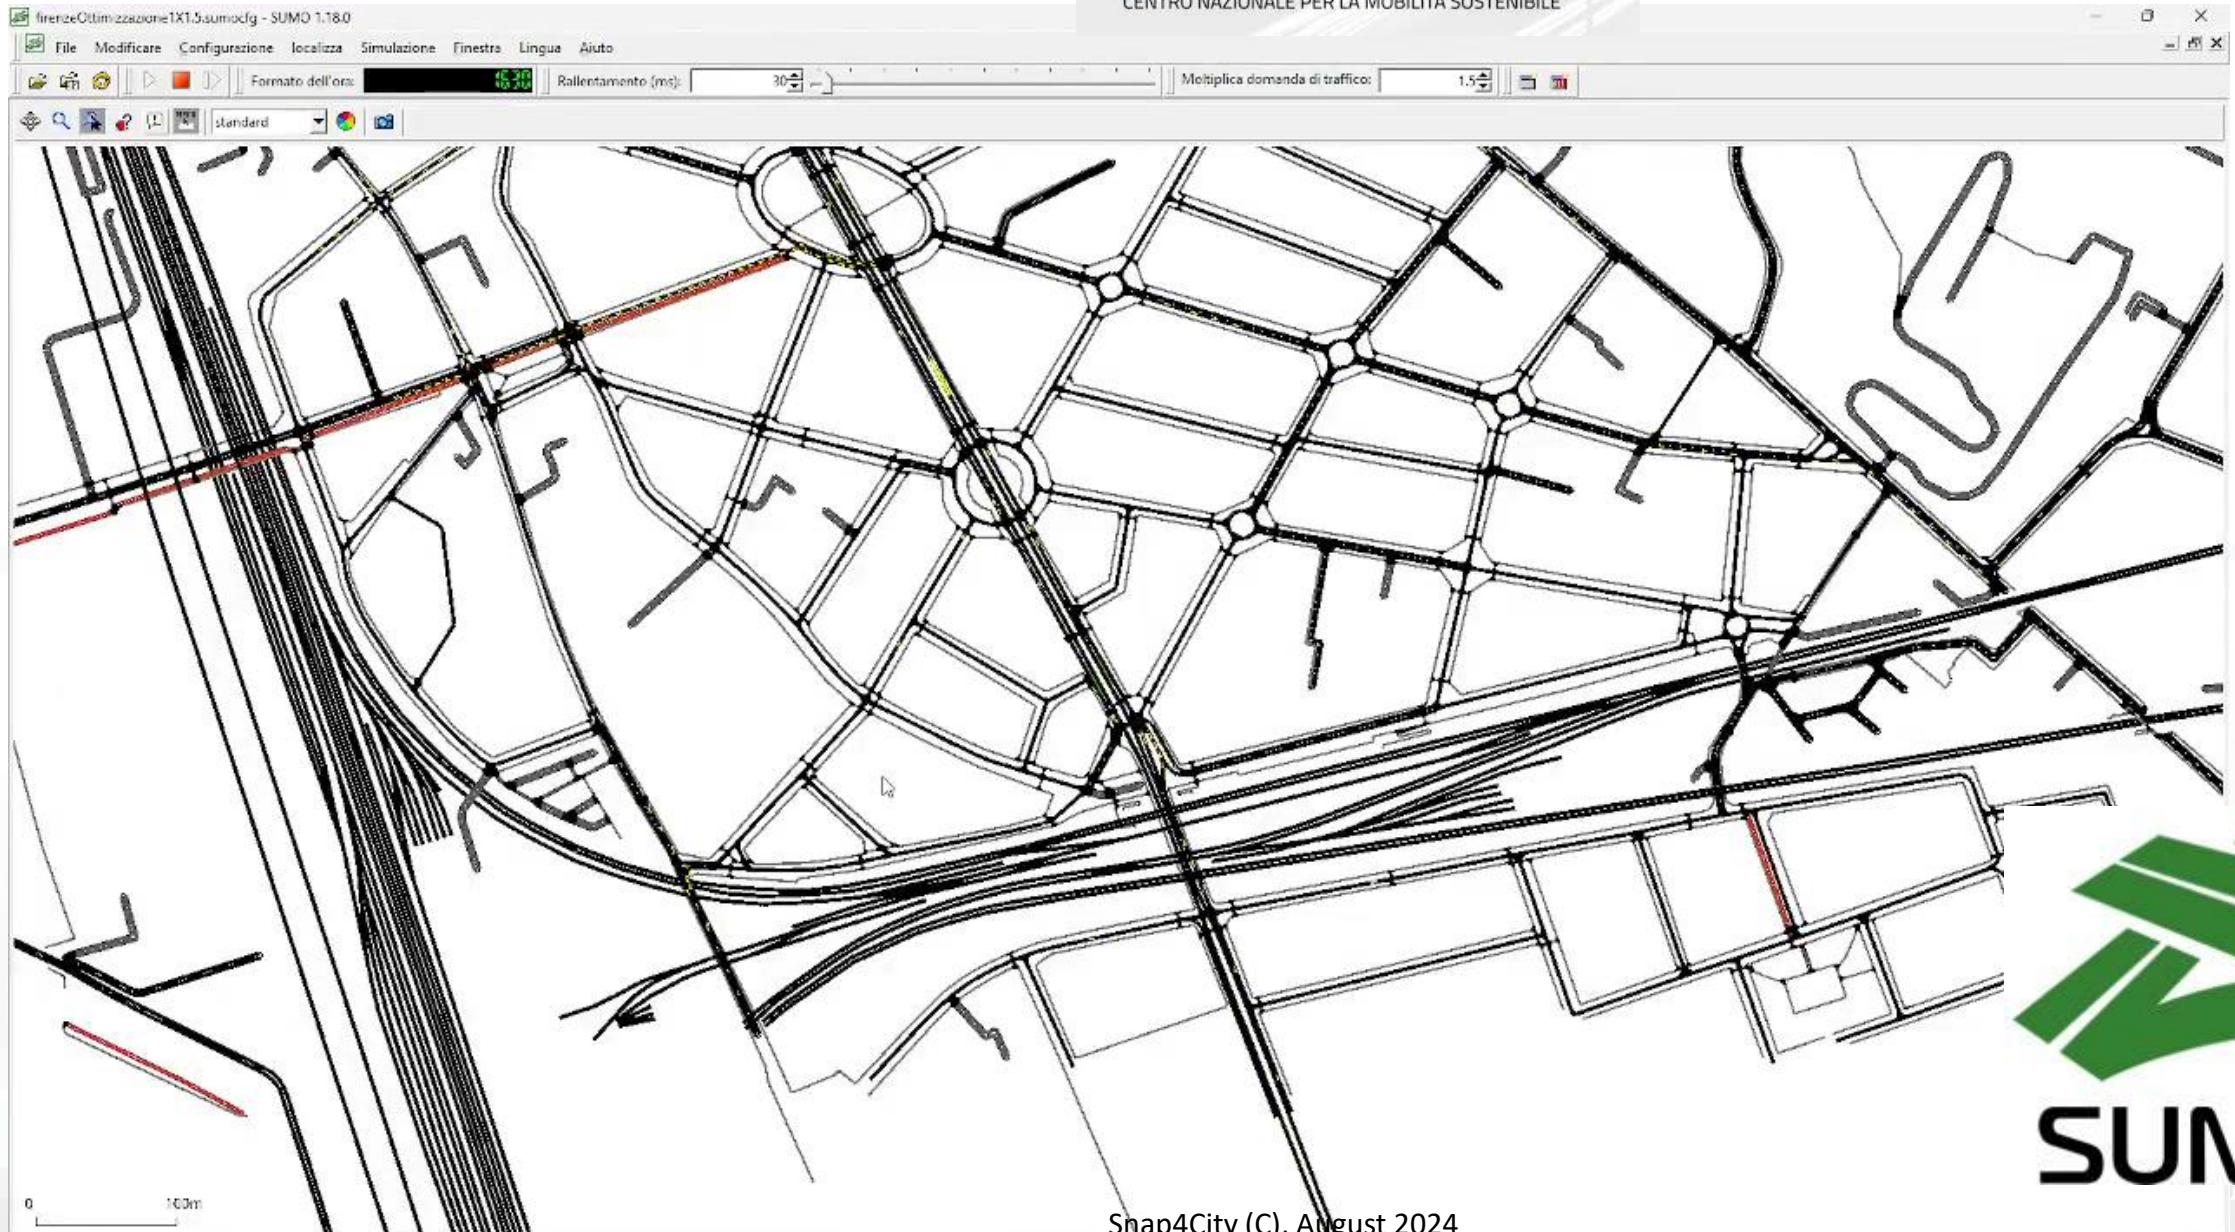 CENTRO NAZIONALE PER LA MOBILITÀ SOSTENIBILE
firenzeOttimizzazione1X1.5.sumocfg - SUMO 1.18.0
File Modificare Configurazione localizza Simulazione Finestra Lingua Aiuto
Formato dell'ora: 1630 Rallentamento (ms): 30 Moltiplica domanda di traffico: 1.5
standard
SUM
0 100m
Snap4City (C), August 2024